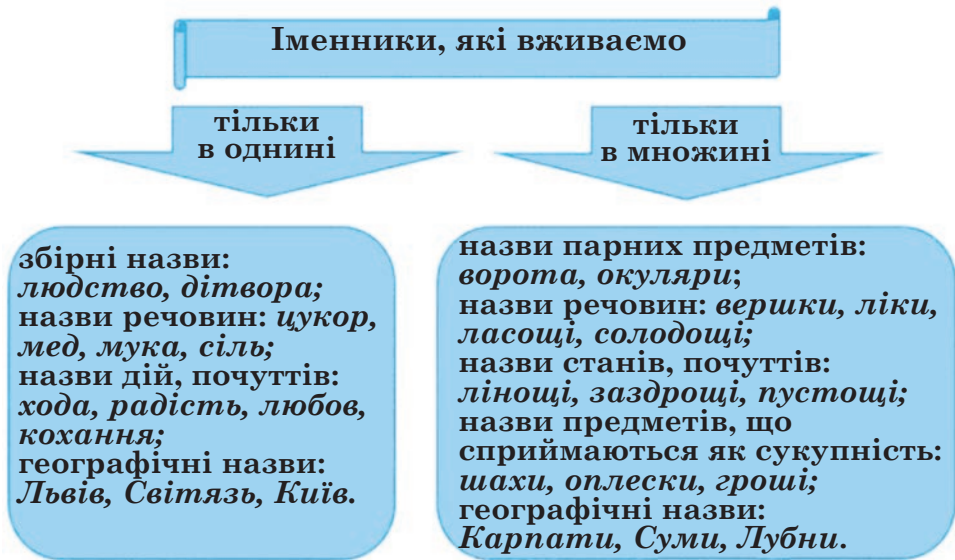 Іменники, які вживаємо
тільки
в однині
тільки
в множині
збірні назви:
людство, дітвора;
назви речовин: цукор,
мед, мука, сіль;
назви дій, почуттів:
хода, радість, любов,
кохання;
географічні назви:
Львів, Світязь, Київ.
назви парних предметів:
ворота, окуляри;
назви речовин: вершки, ліки,
ласощі, солодощі;
назви станів, почуттів:
лінощі, заздрощі, пустощі;
назви предметів, що
сприймаються як сукупність:
шахи, оплески, гроші;
географічні назви:
Карпати, Суми, Лубни.